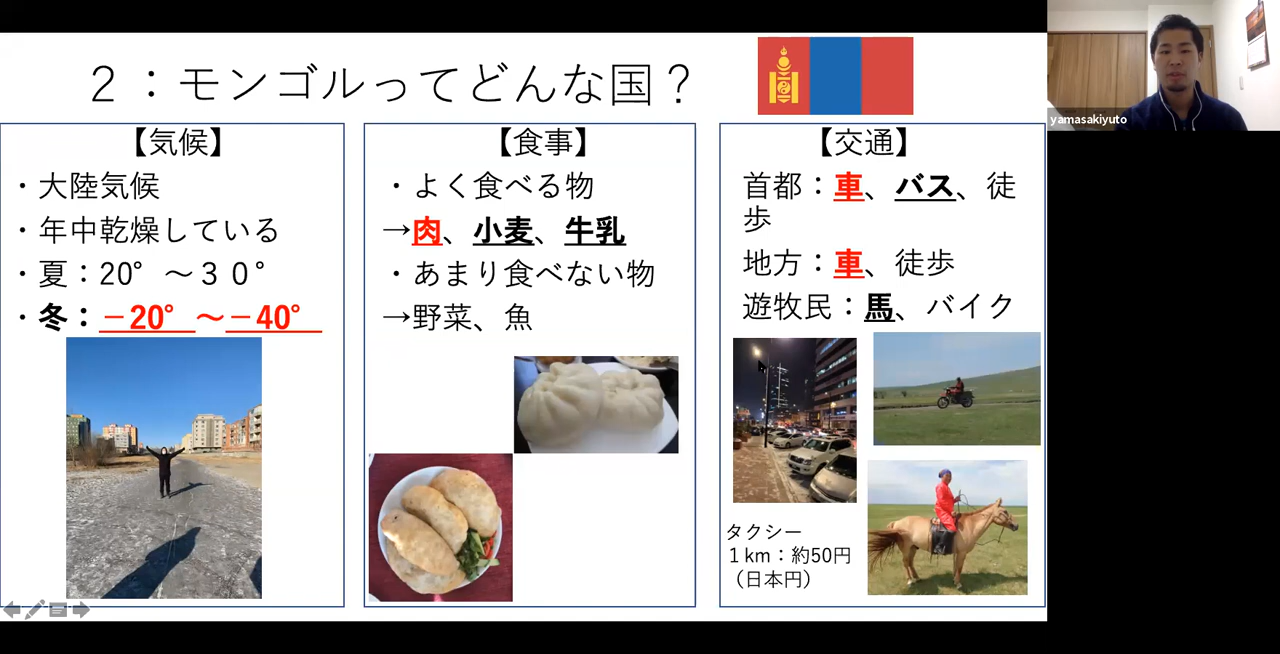 ２：モンゴルってどんな国？
【気候】
・大陸気候
・年中乾燥している
・夏：20°～３０°
・冬：－20°～－40°
【食事】
・よく食べる物
→肉、小麦、牛乳
・あまり食べない物
→野菜、魚
【交通】
首都：車、バス、徒
歩
地方：車、徒歩
遊牧民：馬、バイク
タクシー
１km：約50円
（日本円）
yamasakiyuto